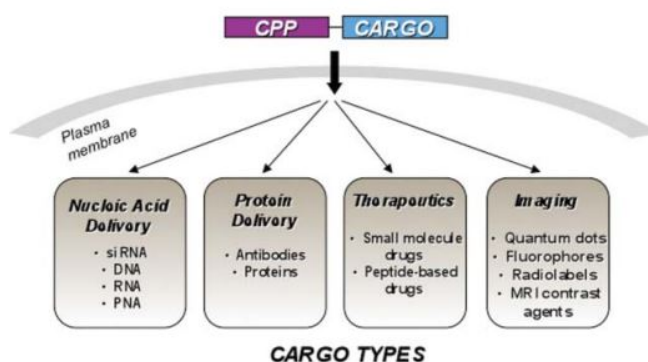 CPP CARGO
Plasma
membrane
Nucleic Acid
Delivery
• siRNA
• DNA
• RNA
• PNA
Protein
Delivery
• Antibodies
• Proteins
Therapeutics
• Small molecule
drugs
• Peptide-based
drugs
Imaging
• Quantum dots
• Fluorophores
• Radiolabels
• MRI contrast
agents
CARGO TYPES